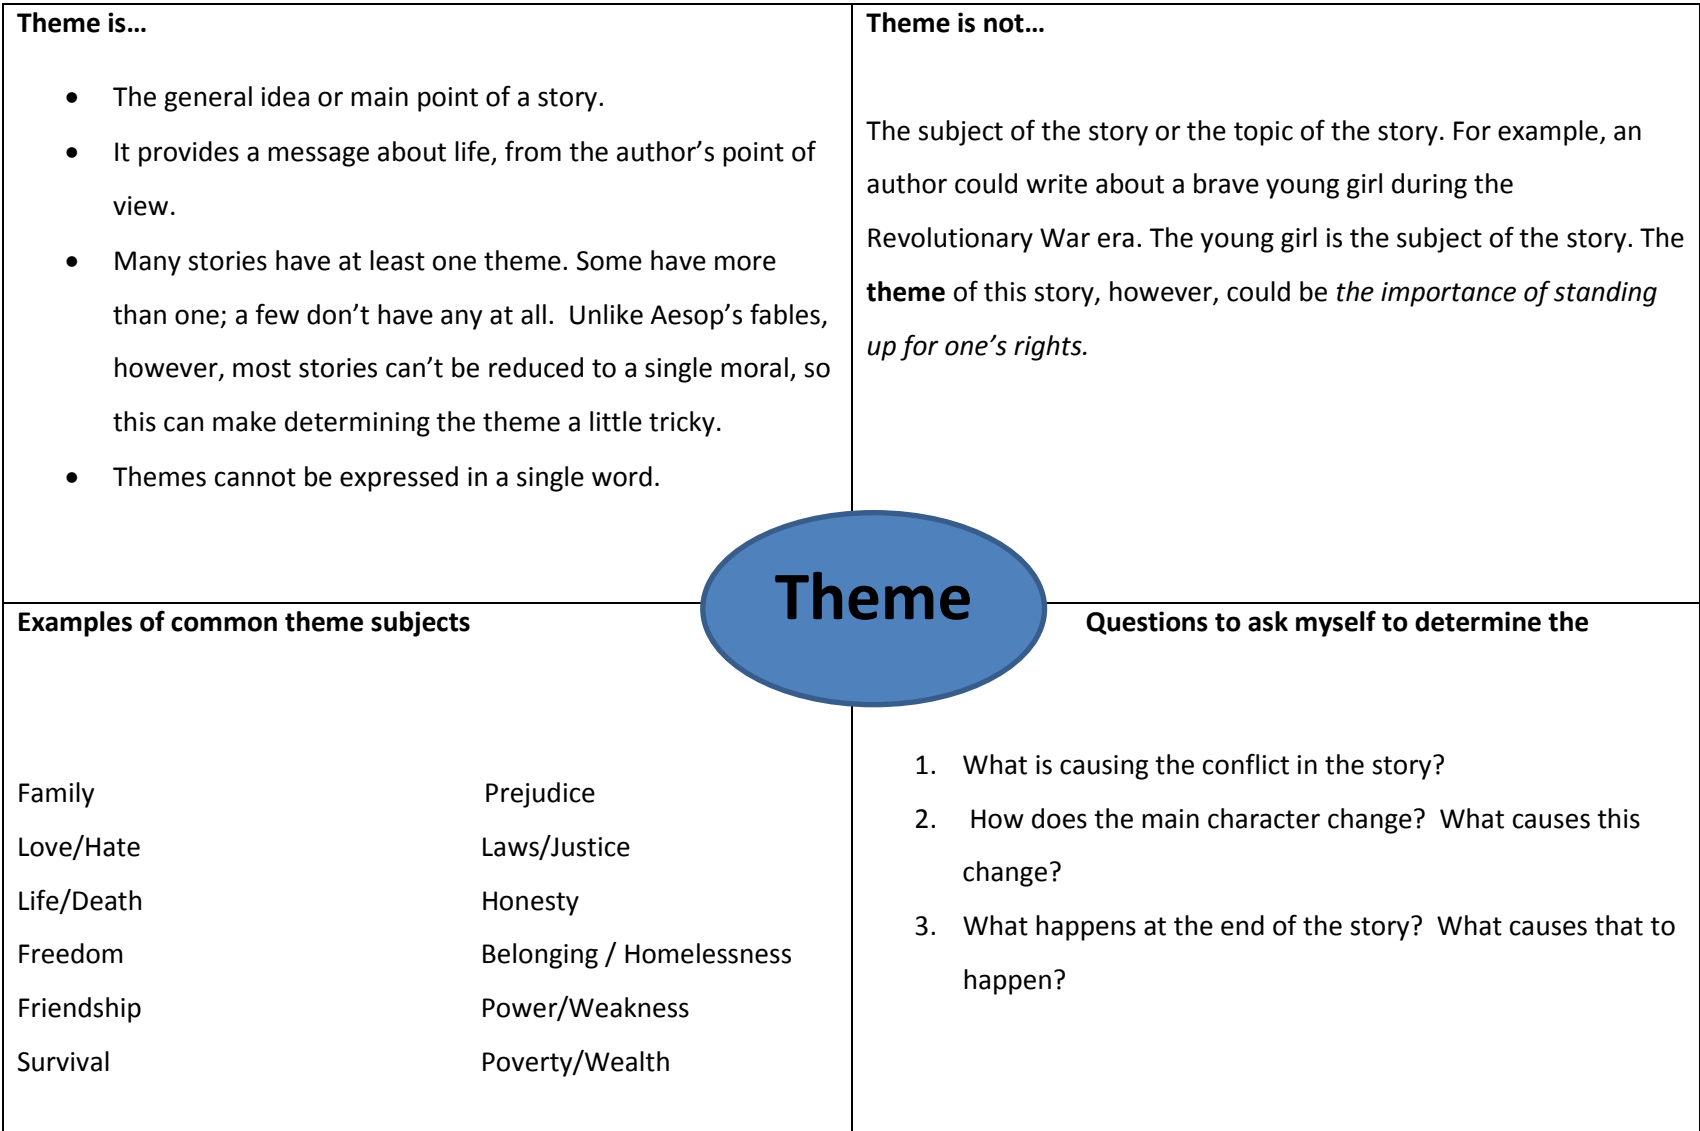 Theme is…
• The general idea or main point of a story.
• It provides a message about life, from the author’s point of
view.
• Many stories have at least one theme. Some have more
than one; a few don’t have any at all.  Unlike Aesop’s fables,
however, most stories can’t be reduced to a single moral, so
this can make determining the theme a little tricky.
• Themes cannot be expressed in a single word.
Theme is not…
The subject of the story or the topic of the story. For example, an
author could write about a brave young girl during the
Revolutionary War era. The young girl is the subject of the story. The
theme of this story, however, could be the importance of standing
up for one’s rights.
Theme
Examples of common theme subjects
Family Prejudice
Love/Hate Laws/Justice
Life/Death Honesty
Freedom Belonging / Homelessness
Friendship Power/Weakness
Survival Poverty/Wealth
Questions to ask myself to determine the
1. What is causing the conflict in the story?
2. How does the main character change?  What causes this
change?
3. What happens at the end of the story?  What causes that to
happen?